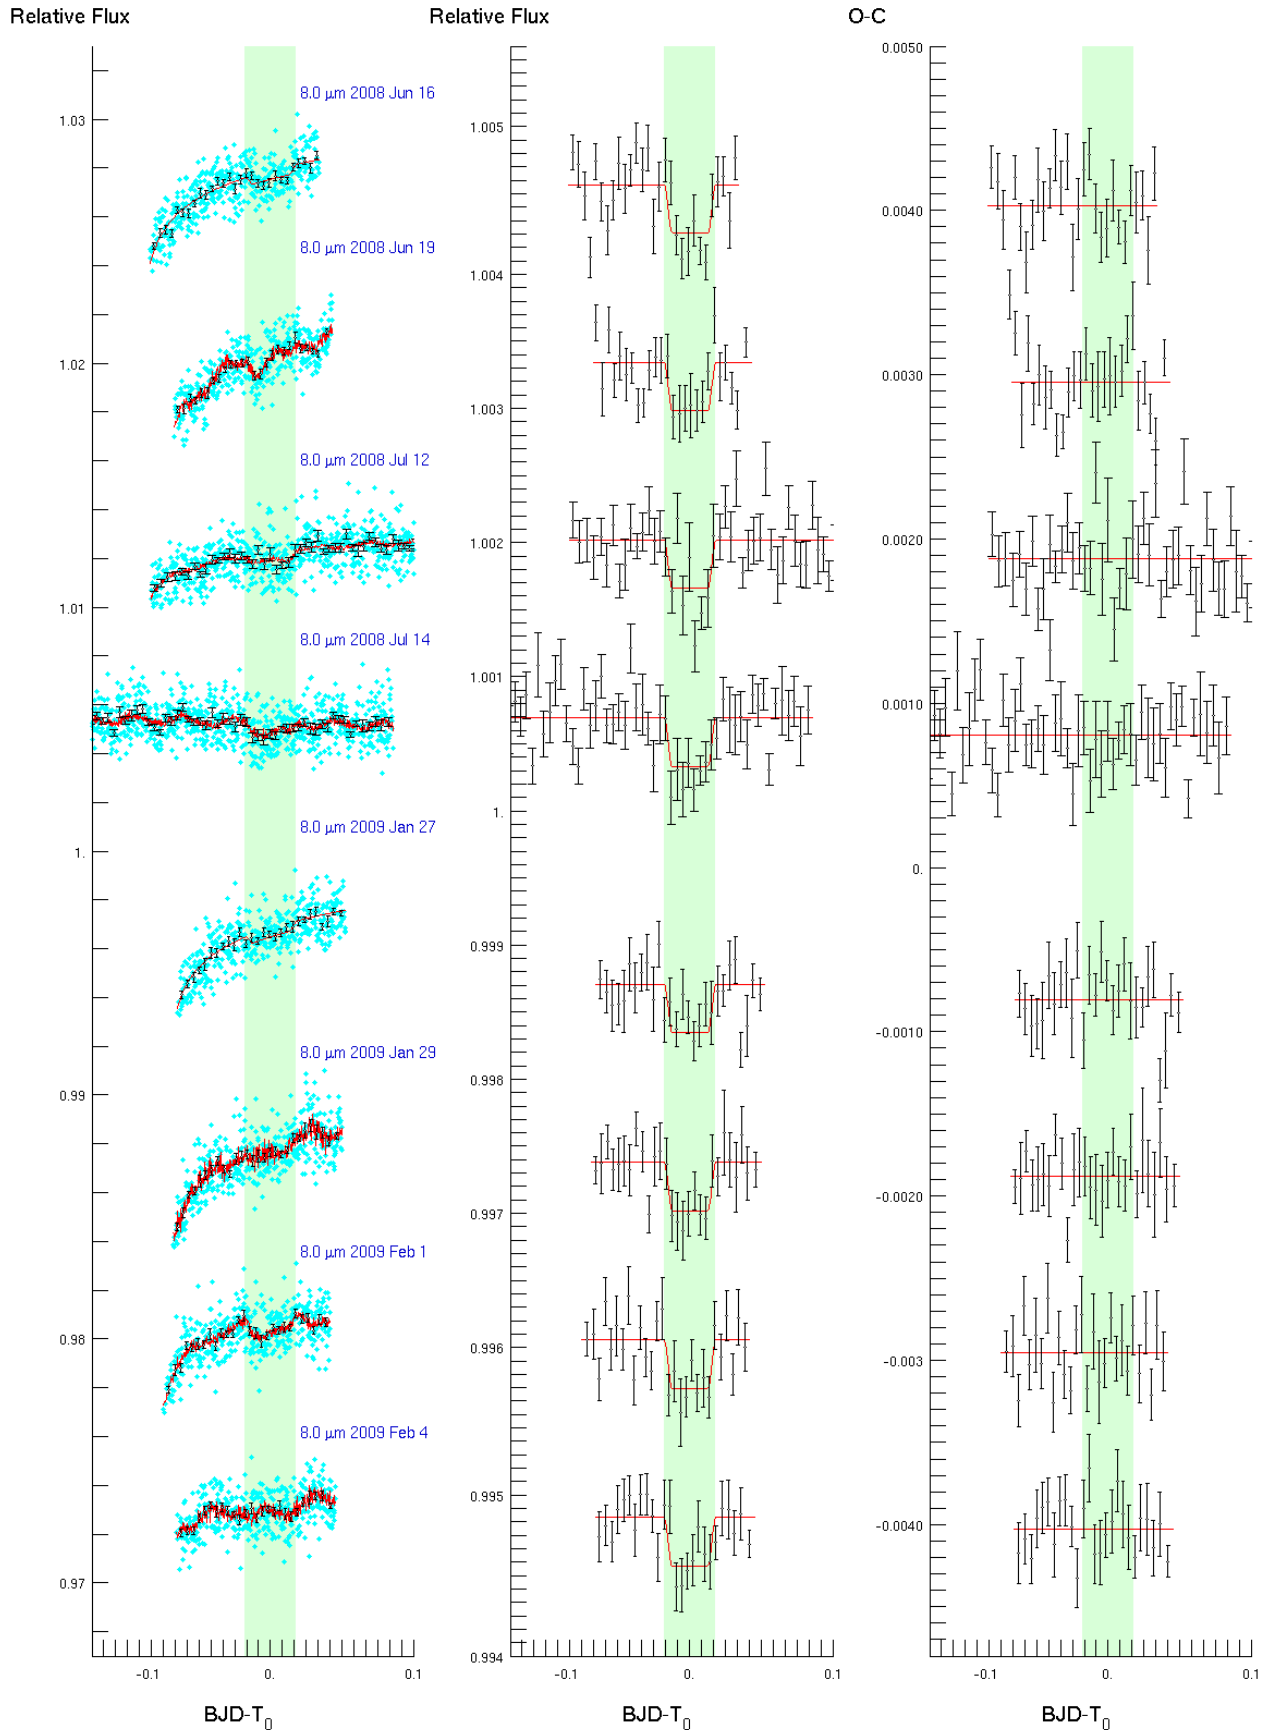 Relative Flux
1.03
1.02
1.01
1.
0.99
0.98
0.97
8.0 μm 2008 Jun 16
8.0 μm 2008 Jun 19
8.0 μm 2008 Jul 12
8.0 μm 2008 Jul 14
8.0 μm 2009 Jan 27
8.0 μm 2009 Jan 29
8.0 μm 2009 Feb 1
8.0 μm 2009 Feb 4
-0.1 0. 0.1
BJD-T0
Relative Flux
1.005
1.004
1.003
1.002
1.001
1.
0.999
0.998
0.997
0.996
0.995
0.994
-0.1 0. 0.1
BJD-T0
O-C
0.0050
0.0040
0.0030
0.0020
0.0010
0.
-0.0010
-0.0020
-0.003
-0.0040
-0.1 0. 0.1
BJD-T0